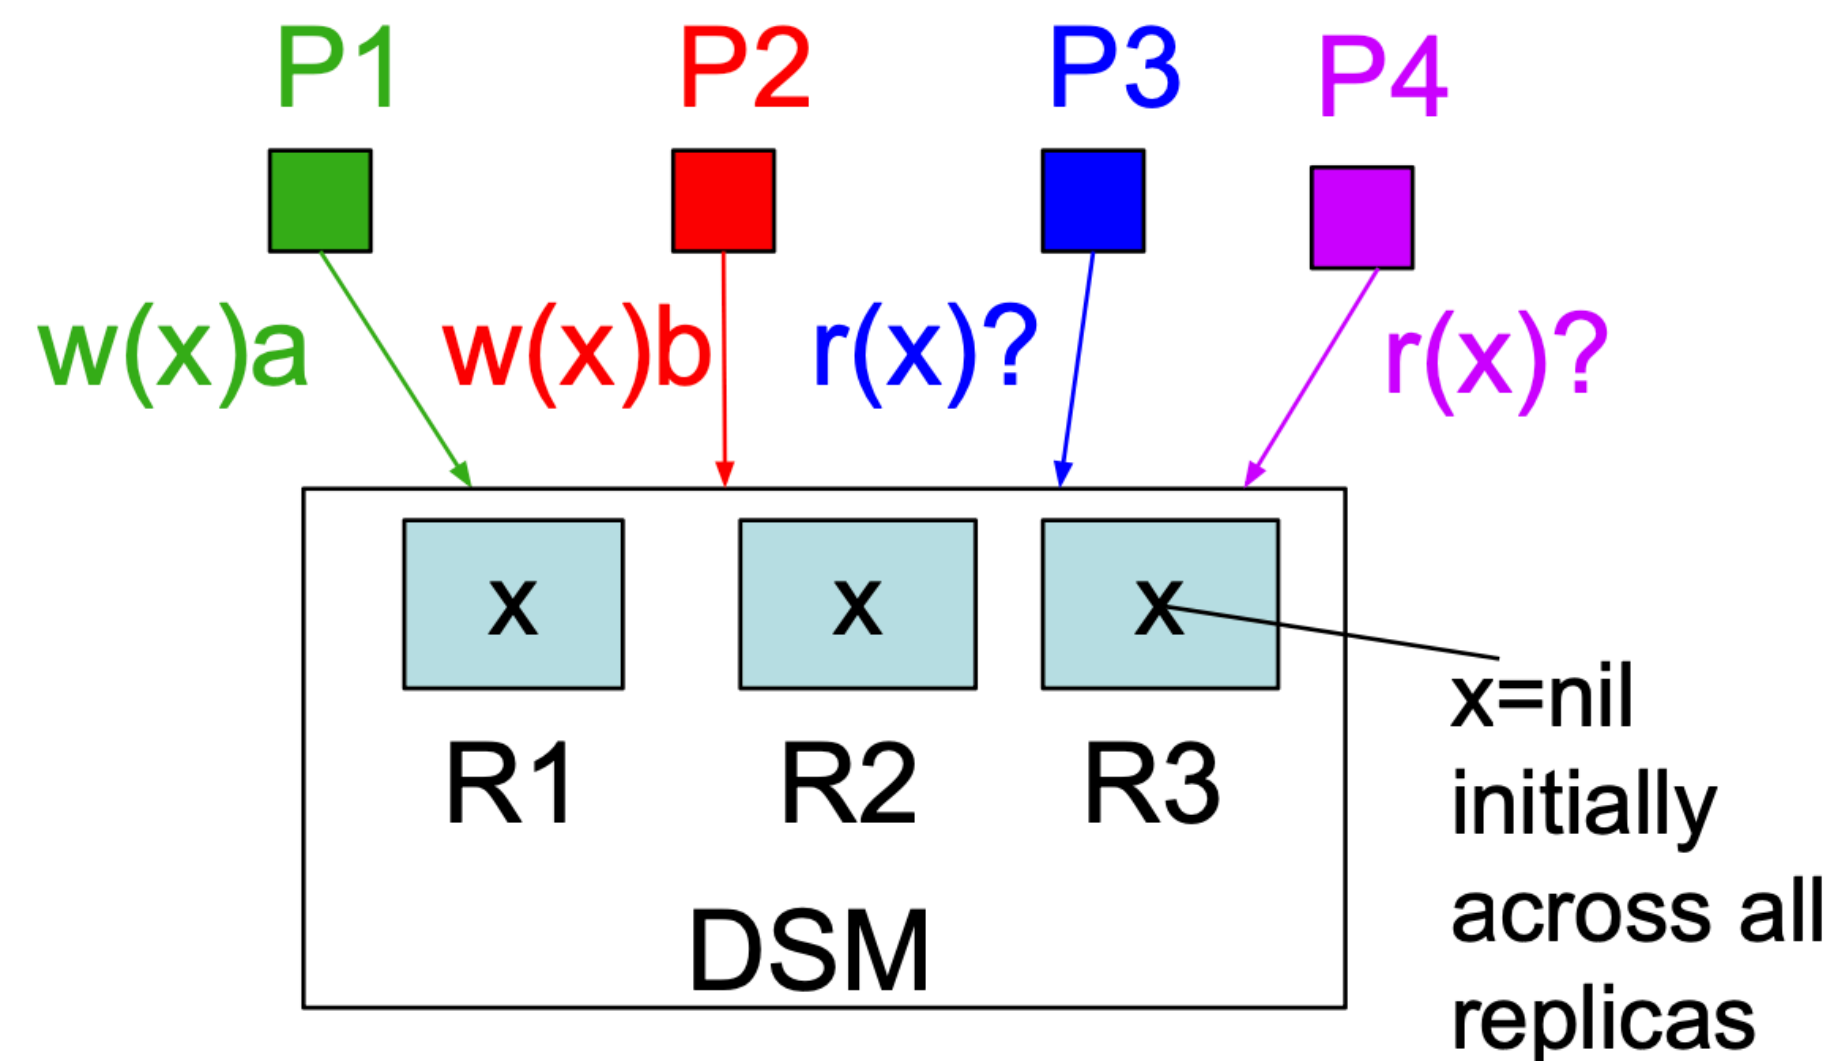 P1 P2 P3 P4
w(x)a w(x)b r(x)? r(x)?
x x x
R1 R2 R3
DSM
x=nil
initially
across all
replicas